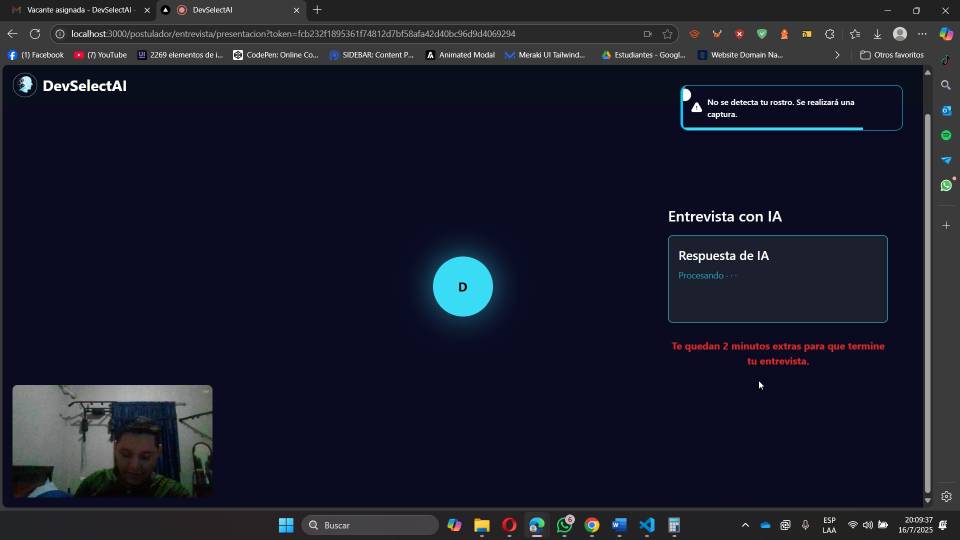 Vacante asignada - DevSelectAI -
DevSelectAI
localhost:3000/postulador/entrevista/presentacion?token=fcb232f1895361f74812d7bf58afa42d40bc96d9d4069294
(1) Facebook
(7) YouTube
2269 elementos de i...
CodePen: Online Co...
SIDEBAR: Content P...
Animated Modal
Meraki UI Tailwind...
Estudiantes - Googl...
Website Domain Na...
Otros favoritos
DevSelectAI
No se detecta tu rostro. Se realizará una
captura.
Entrevista con IA
Respuesta de IA
Procesando · · ·
D
Te quedan 2 minutos extras para que termine
tu entrevista.
Buscar
6
ESP
LAA
20:09:37
16/7/2025